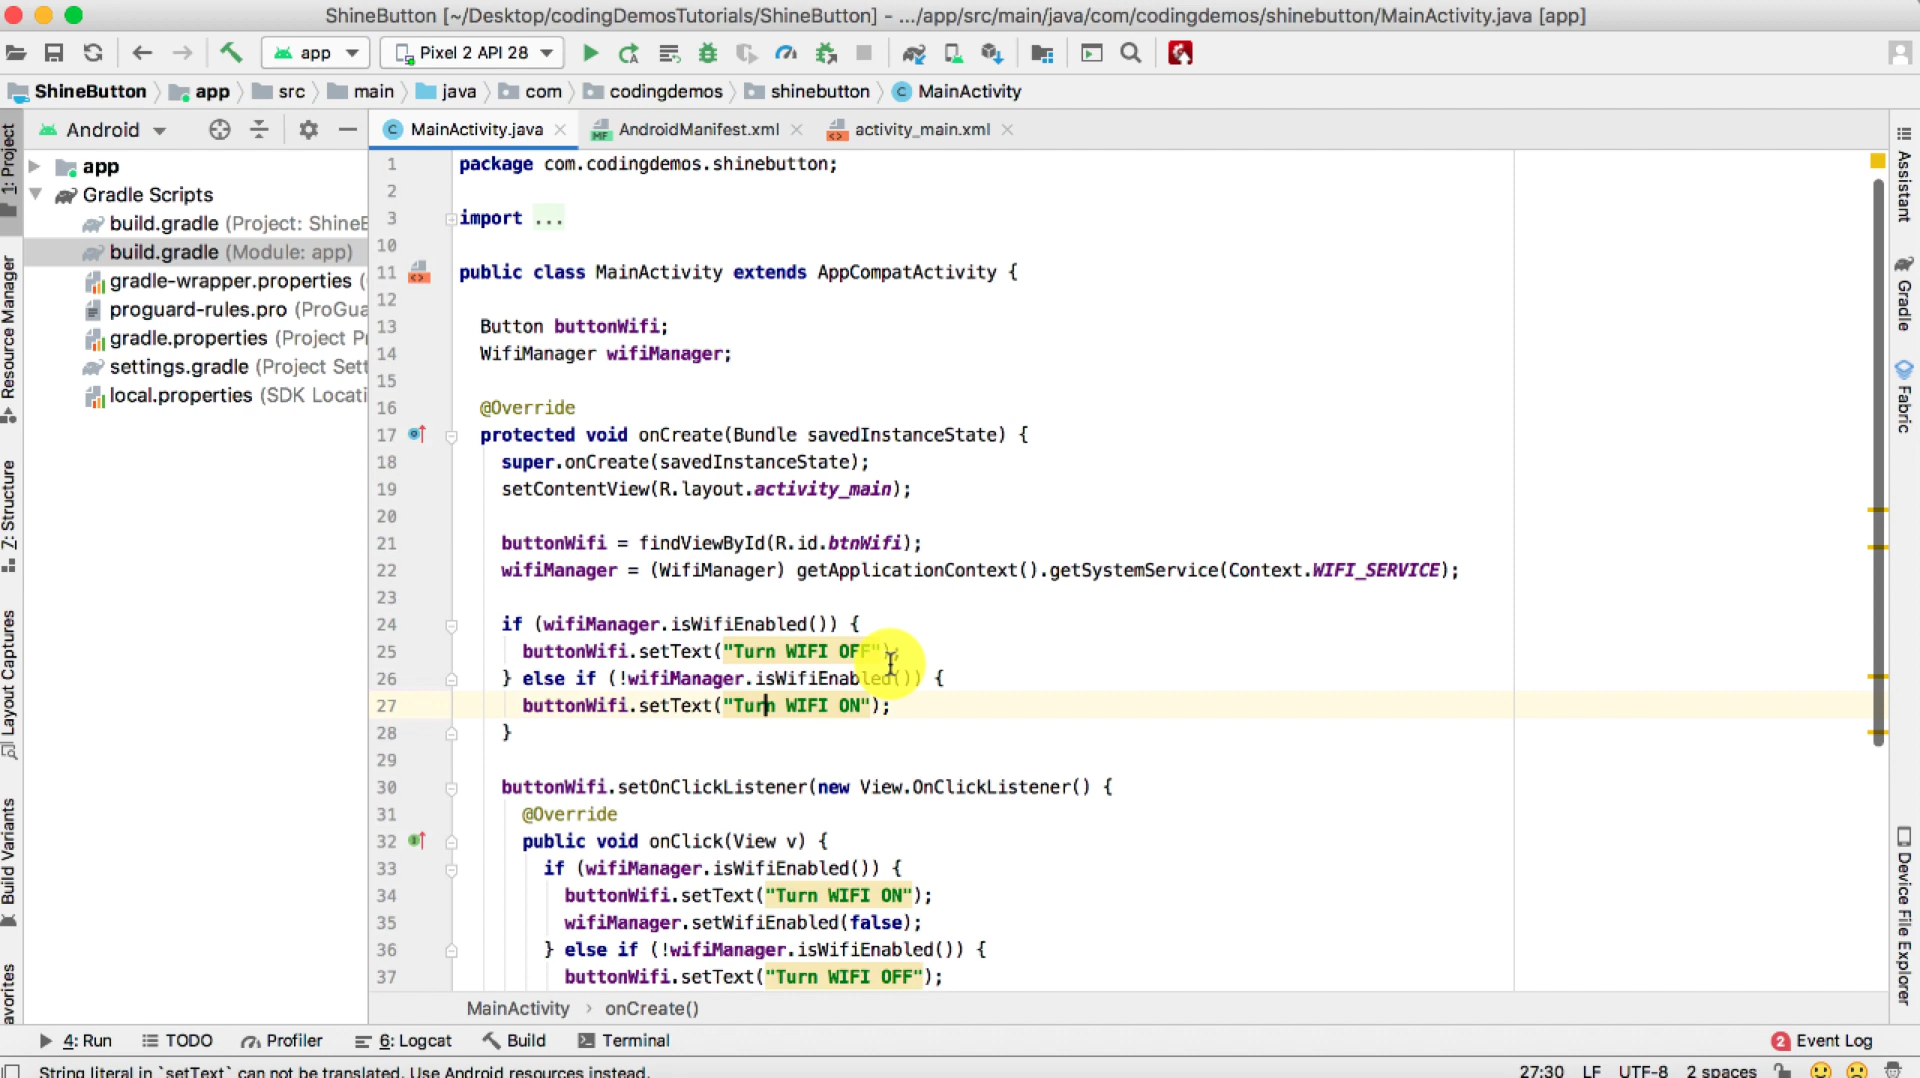 ShineButton [~/Desktop/codingDemosTutorials/ShineButton] - .../app/src/main/java/com/codingdemos/shinebutton/MainActivity.java [app]
app Pixel 2 API 28
ShineButton app src main java com codingdemos shinebutton MainActivity
Android
MainActivity.java AndroidManifest.xml activity_main.xml
1: Project
Resource Manager
Z: Structure
Layout Captures
Build Variants
avorites
app
Gradle Scripts
build.gradle (Project: ShineB
build.gradle (Module: app)
gradle-wrapper.properties (
proguard-rules.pro (ProGua
gradle.properties (Project Pr
settings.gradle (Project Sett
local.properties (SDK Locati
1 package com.codingdemos.shinebutton;
2
3 import ...
10
11 public class MainActivity extends AppCompatActivity {
12
13 Button buttonWifi;
14 WifiManager wifiManager;
15
16 @Override
17 protected void onCreate(Bundle savedInstanceState) {
18 super.onCreate(savedInstanceState);
19 setContentView(R.layout.activity_main);
20
21 buttonWifi = findViewById(R.id.btnWifi);
22 wifiManager = (WifiManager) getApplicationContext().getSystemService(Context.WIFI_SERVICE);
23
24 if (wifiManager.isWifiEnabled()) {
25 buttonWifi.setText("Turn WIFI OFF");
26 } else if (!wifiManager.isWifiEnabled()) {
27 buttonWifi.setText("Turn WIFI ON");
28 }
29
30 buttonWifi.setOnClickListener(new View.OnClickListener() {
31 @Override
32 public void onClick(View v) {
33 if (wifiManager.isWifiEnabled()) {
34 buttonWifi.setText("Turn WIFI ON");
35 wifiManager.setWifiEnabled(false);
36 } else if (!wifiManager.isWifiEnabled()) {
37 buttonWifi.setText("Turn WIFI OFF");
MainActivity › onCreate()
Assistant
Gradle
Fabric
Device File Explorer
4: Run TODO Profiler 6: Logcat Build Terminal 2 Event Log
String literal in `setText` can not be translated. Use Android resources instead. 27:30 LF UTF-8 2 spaces